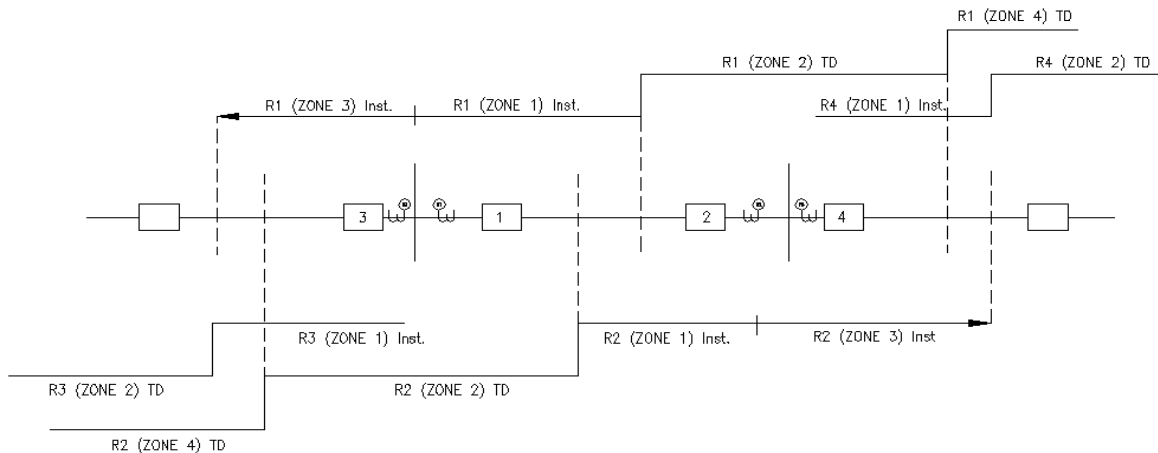 R1 (ZONE 4) TD
R1 (ZONE 2) TD
R4 (ZONE 2) TD
R1 (ZONE 3) Inst.
R1 (ZONE 1) Inst.
R4 (ZONE 1) Inst.
3
1
2
4
R3 (ZONE 1) Inst.
R2 (ZONE 1) Inst.
R2 (ZONE 3) Inst
R3 (ZONE 2) TD
R2 (ZONE 2) TD
R2 (ZONE 4) TD